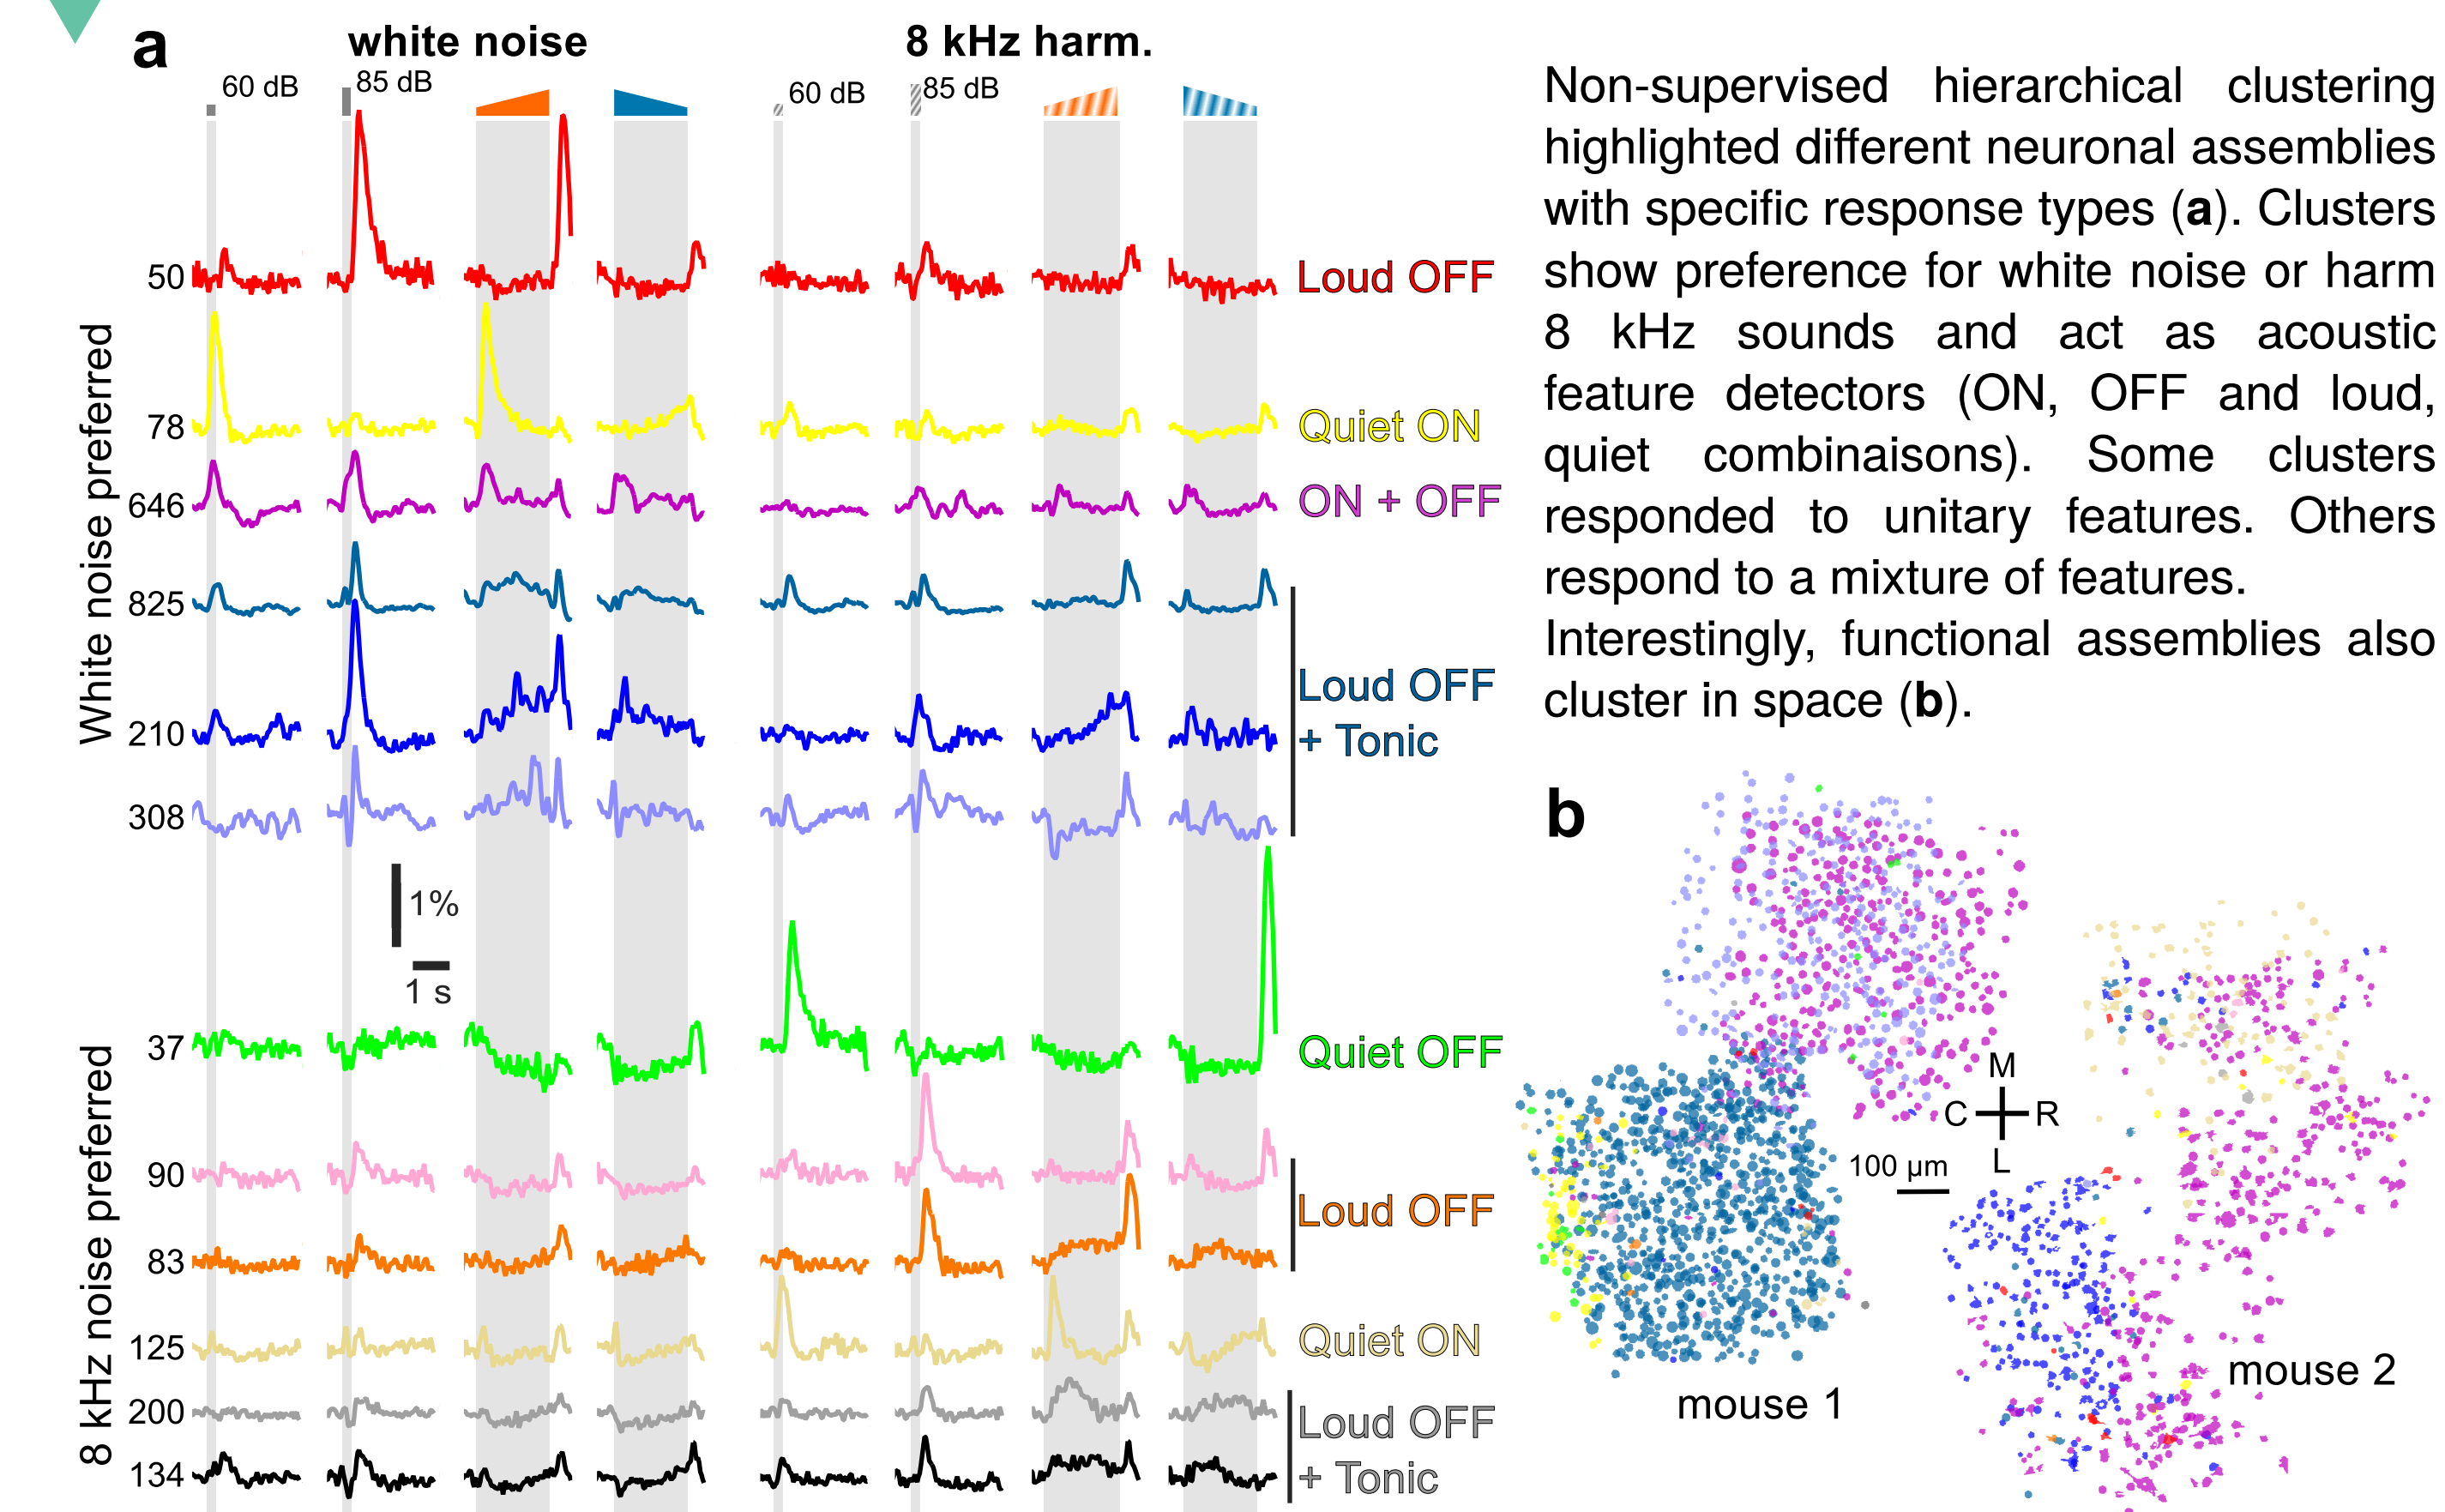 a
white noise
8 kHz harm.
60 dB
85 dB
60 dB
85 dB
White noise preferred
50
Loud OFF
78
Quiet ON
646
ON + OFF
825
210
308
Loud OFF
+ Tonic
1%
1 s
8 kHz noise preferred
37
Quiet OFF
90
83
Loud OFF
125
Quiet ON
200
134
Loud OFF
+ Tonic
Non-supervised hierarchical clustering
highlighted different neuronal assemblies
with specific response types (a). Clusters
show preference for white noise or harm
8 kHz sounds and act as acoustic
feature detectors (ON, OFF and loud,
quiet combinaisons). Some clusters
responded to unitary features. Others
respond to a mixture of features.
Interestingly, functional assemblies also
cluster in space (b).
b
M
C R
L
100 µm
mouse 1
mouse 2